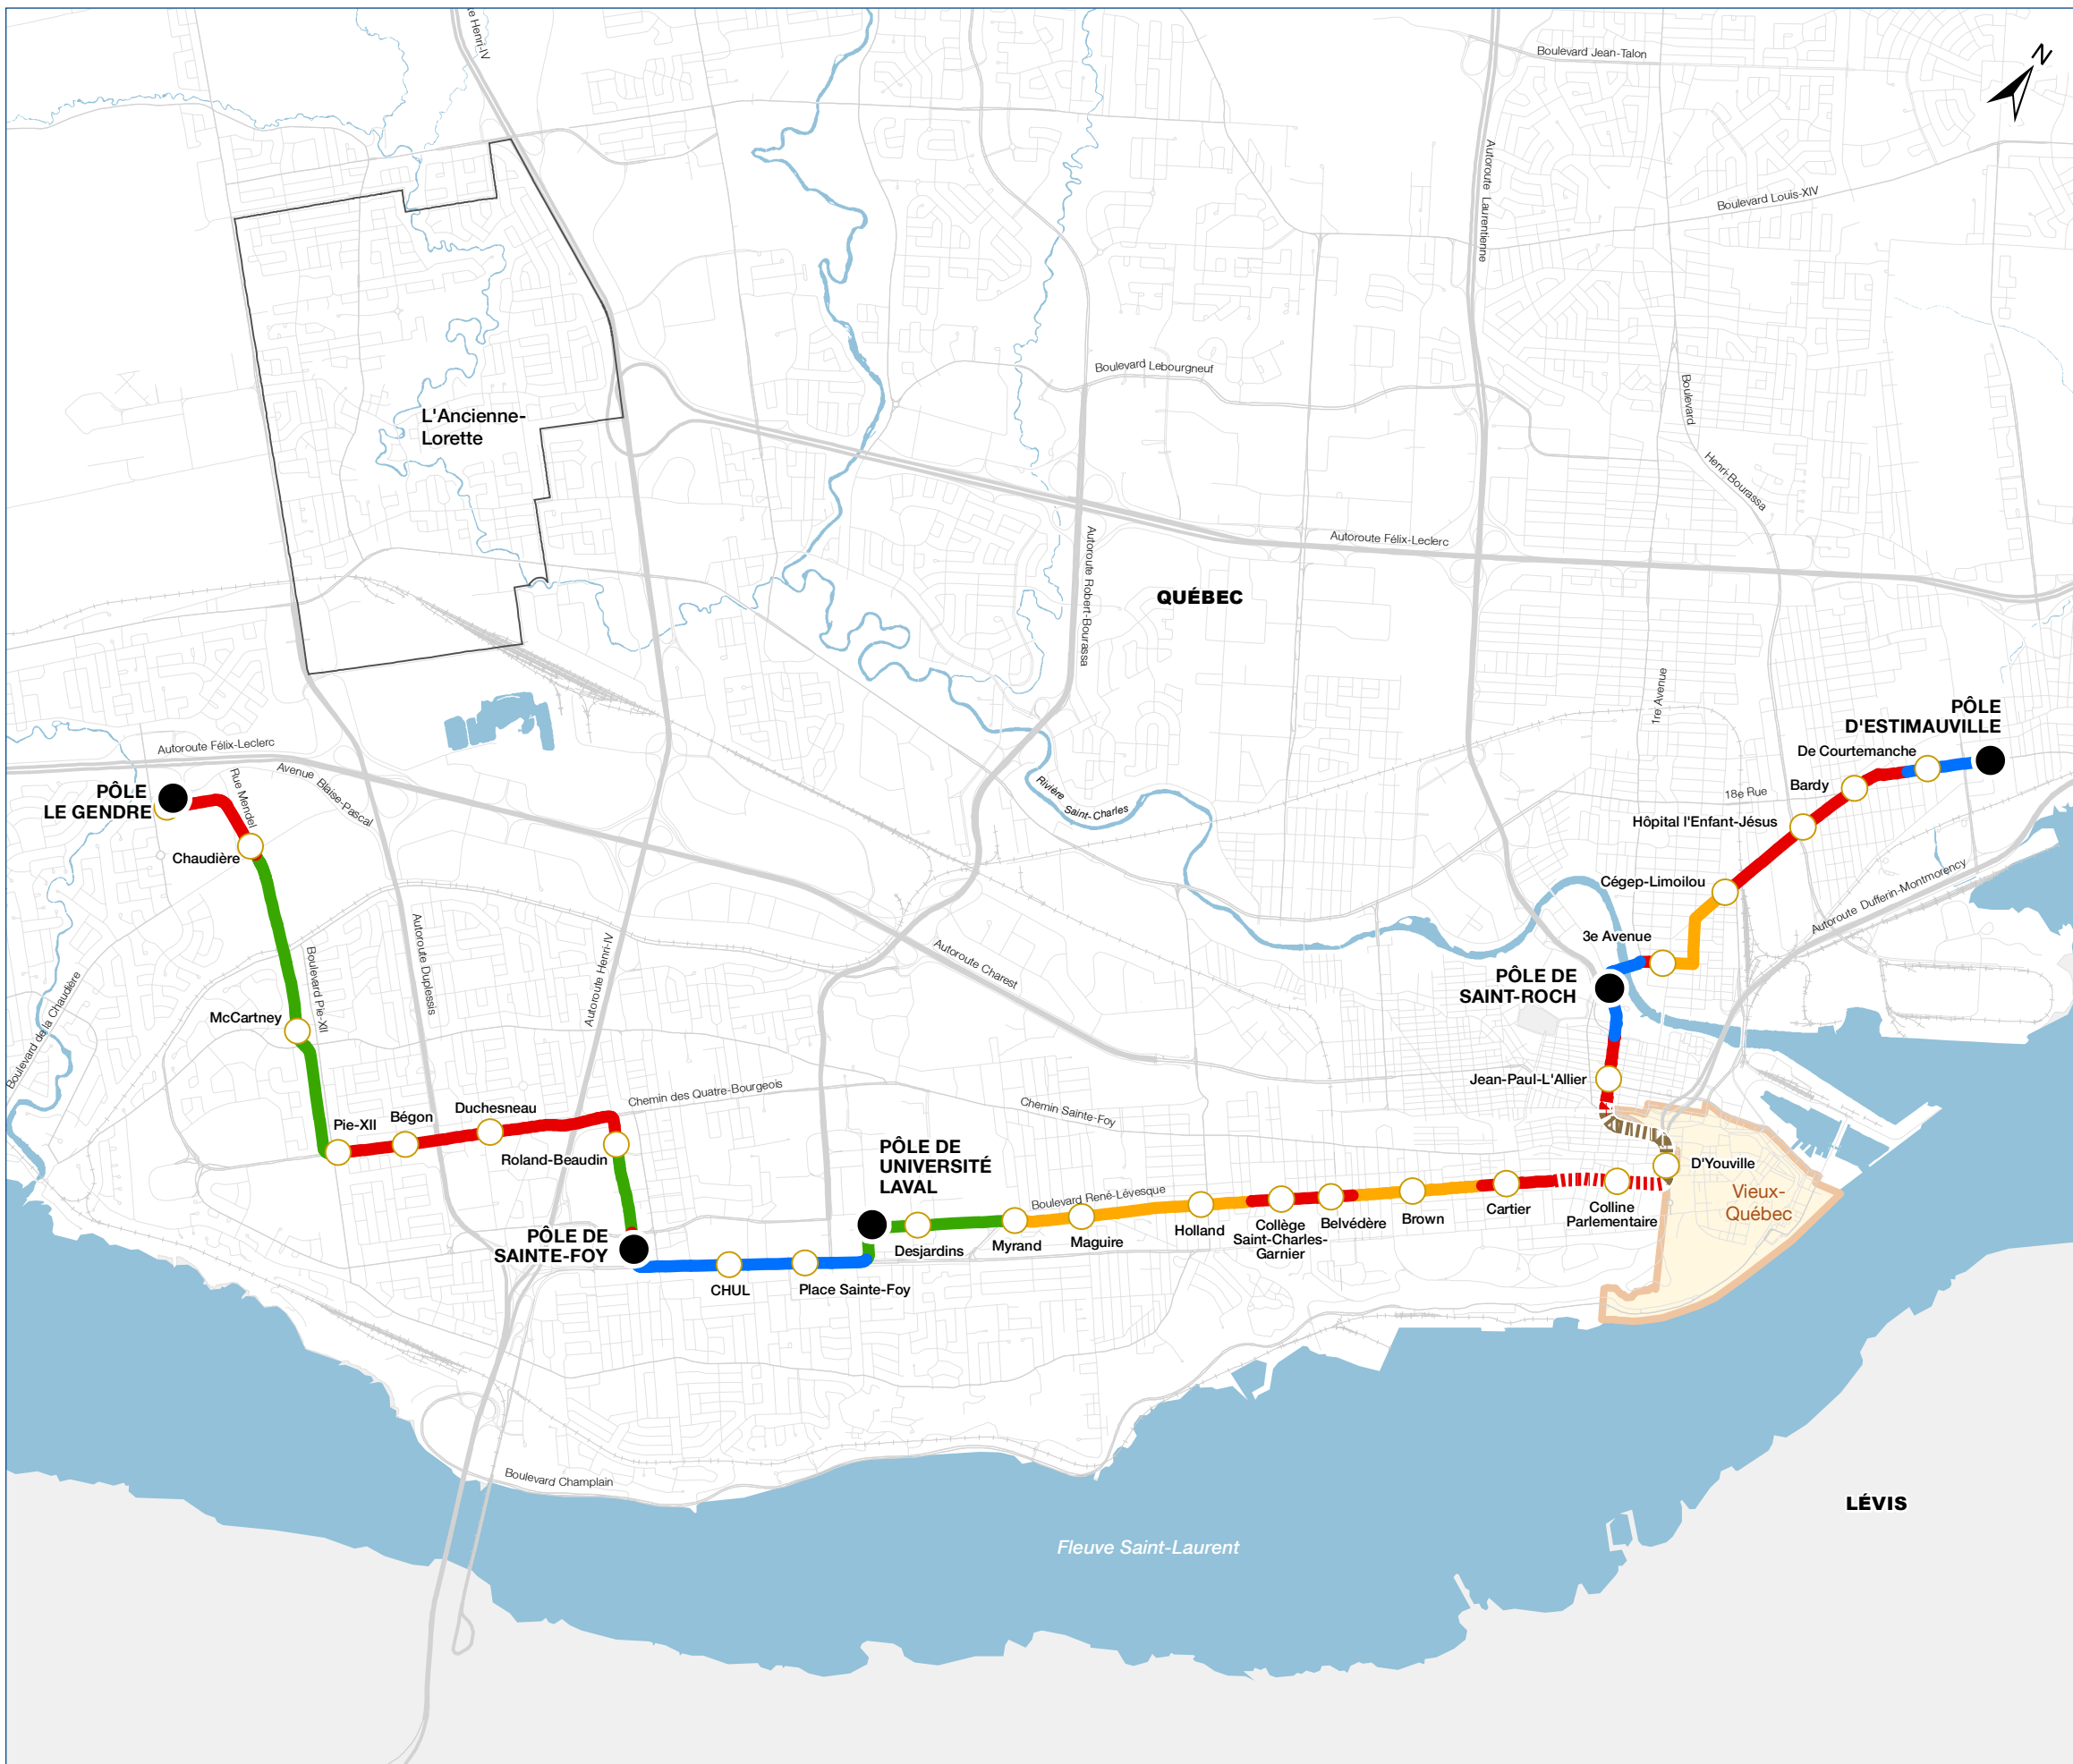 e Henri-IV
Boulevard Jean-Talon
N
Autoroute Laurentienne
Boulevard Louis-XIV
Boulevard Lebourgneuf
Boulevard
Henri-Bourassa
L'Ancienne-
Lorette
Autoroute Félix-Leclerc
Autoroute Robert-Bourassa
QUÉBEC
1re Avenue
PÔLE
D'ESTIMAUVILLE
De Courtemanche
Bardy
18e Rue
Hôpital l'Enfant-Jésus
Autoroute Félix-Leclerc
Rue Mendel
Avenue Blaise-Pascal
PÔLE
LE GENDRE
Chaudière
Rivière
Saint-Charles
Cégep-Limoilou
Autoroute Dufferin-Montmorency
3e Avenue
PÔLE DE
SAINT-ROCH
Autoroute Charest
Autoroute Duplessis
Autoroute Henri-IV
Boulevard Pie-XII
Boulevard de la Chaudière
McCartney
Jean-Paul-L'Allier
Chemin des Quatre-Bourgeois
Chemin Sainte-Foy
Pie-XII
Bégon
Duchesneau
Roland-Beaudin
PÔLE DE
UNIVERSITÉ
LAVAL
D'Youville
Vieux-
Québec
Boulevard René-Lévesque
PÔLE DE
SAINTE-FOY
CHUL
Place Sainte-Foy
Desjardins
Myrand
Maguire
Holland
Collège
Saint-Charles-
Garnier
Belvédère
Brown
Cartier
Colline
Parlementaire
Boulevard Champlain
LÉVIS
Fleuve Saint-Laurent